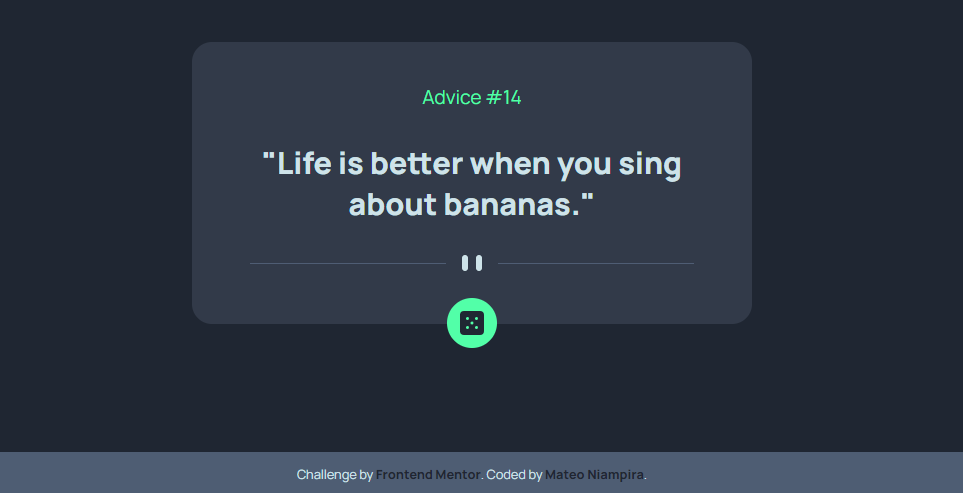 Advice #14
"Life is better when you sing
about bananas."
Challenge by Frontend Mentor. Coded by Mateo Niampira.